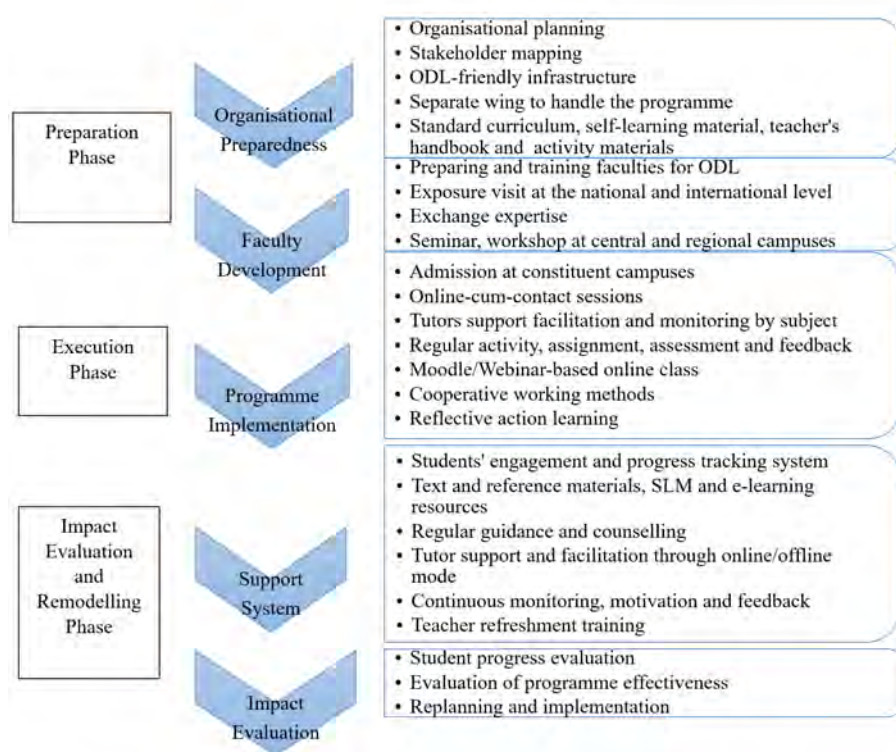 Preparation
Phase
Organisational
Preparedness
• Organisational planning
• Stakeholder mapping
• ODL-friendly infrastructure
• Separate wing to handle the programme
• Standard curriculum, self-learning material, teacher's
handbook and activity materials
Faculty
Development
• Preparing and training faculties for ODL
• Exposure visit at the national and international level
• Exchange expertise
• Seminar, workshop at central and regional campuses
Execution
Phase
Programme
Implementation
• Admission at constituent campuses
• Online-cum-contact sessions
• Tutors support facilitation and monitoring by subject
• Regular activity, assignment, assessment and feedback
• Moodle/Webinar-based online class
• Cooperative working methods
• Reflective action learning
Impact
Evaluation
and
Remodelling
Phase
Support
System
• Students' engagement and progress tracking system
• Text and reference materials, SLM and e-learning
resources
• Regular guidance and counselling
• Tutor support and facilitation through online/offline
mode
• Continuous monitoring, motivation and feedback
• Teacher refreshment training
Impact
Evaluation
• Student progress evaluation
• Evaluation of programme effectiveness
• Replanning and implementation